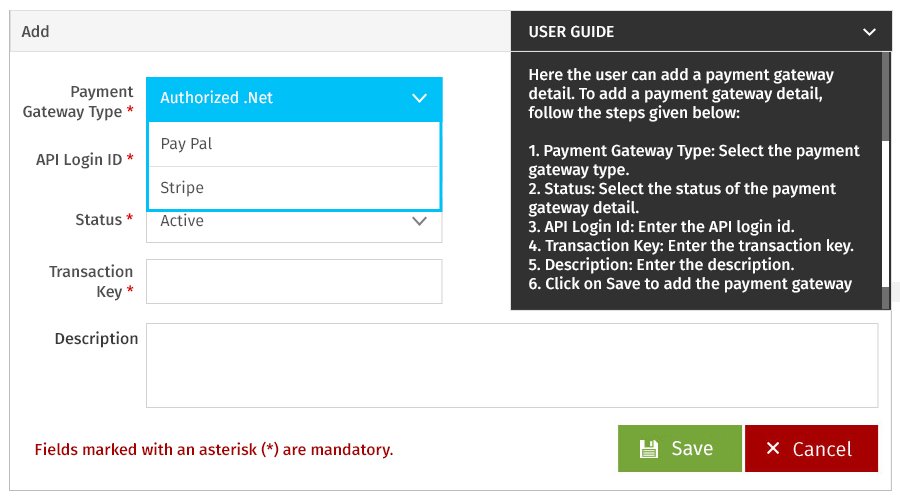 Add
USER GUIDE
Payment
Gateway Type *
Authorized .Net
Pay Pal
Stripe
API Login ID *
Status *
Active
Transaction
Key *
Description
Here the user can add a payment gateway
detail. To add a payment gateway detail,
follow the steps given below:
1. Payment Gateway Type: Select the payment
gateway type.
2. Status: Select the status of the payment
gateway detail.
3. API Login Id: Enter the API login id.
4. Transaction Key: Enter the transaction key.
5. Description: Enter the description.
6. Click on Save to add the payment gateway
Fields marked with an asterisk (*) are mandatory.
Save
Cancel